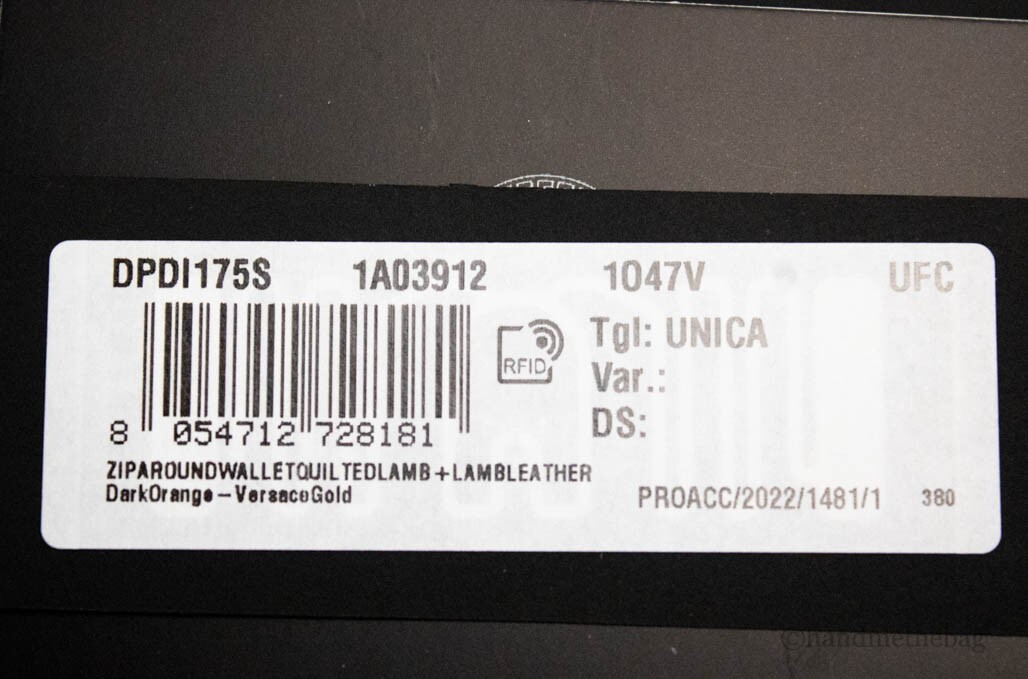 DPDI175S 1A03912 1O47V UFC
RFID
Tgl: UNICA
Var.:
DS:
8 054712 728181
ZIPAROUNDWALLETQUILTEDLAMB+LAMBLEATHER
DarkOrange-VersaceGold
PROACC/2022/1481/1 380
©handmethebag